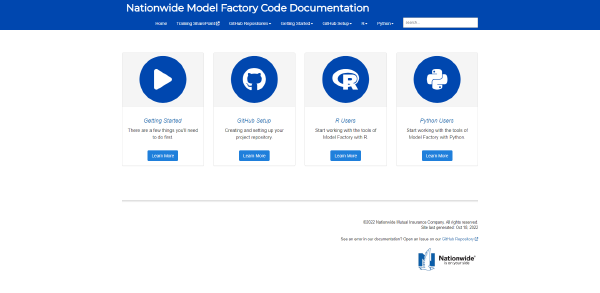 Nationwide Model Factory Code Documentation
Home Training SharePoint GitHub Repositories Getting Started GitHub Setup R Python search
Getting Started
There are a few things you'll need
to do first
Learn More
GitHub Setup
Creating and setting up your
project repository
Learn More
R Users
Start working with the tools of
Model Factory with R.
Learn More
Python Users
Start working with the tools of
Model Factory with Python.
Learn More
©2022 Nationwide Mutual Insurance Company. All rights reserved.
Site last generated: Oct 18, 2022
See an error in our documentation? Open an issue on our GitHub Repository
Nationwide®
is on your side